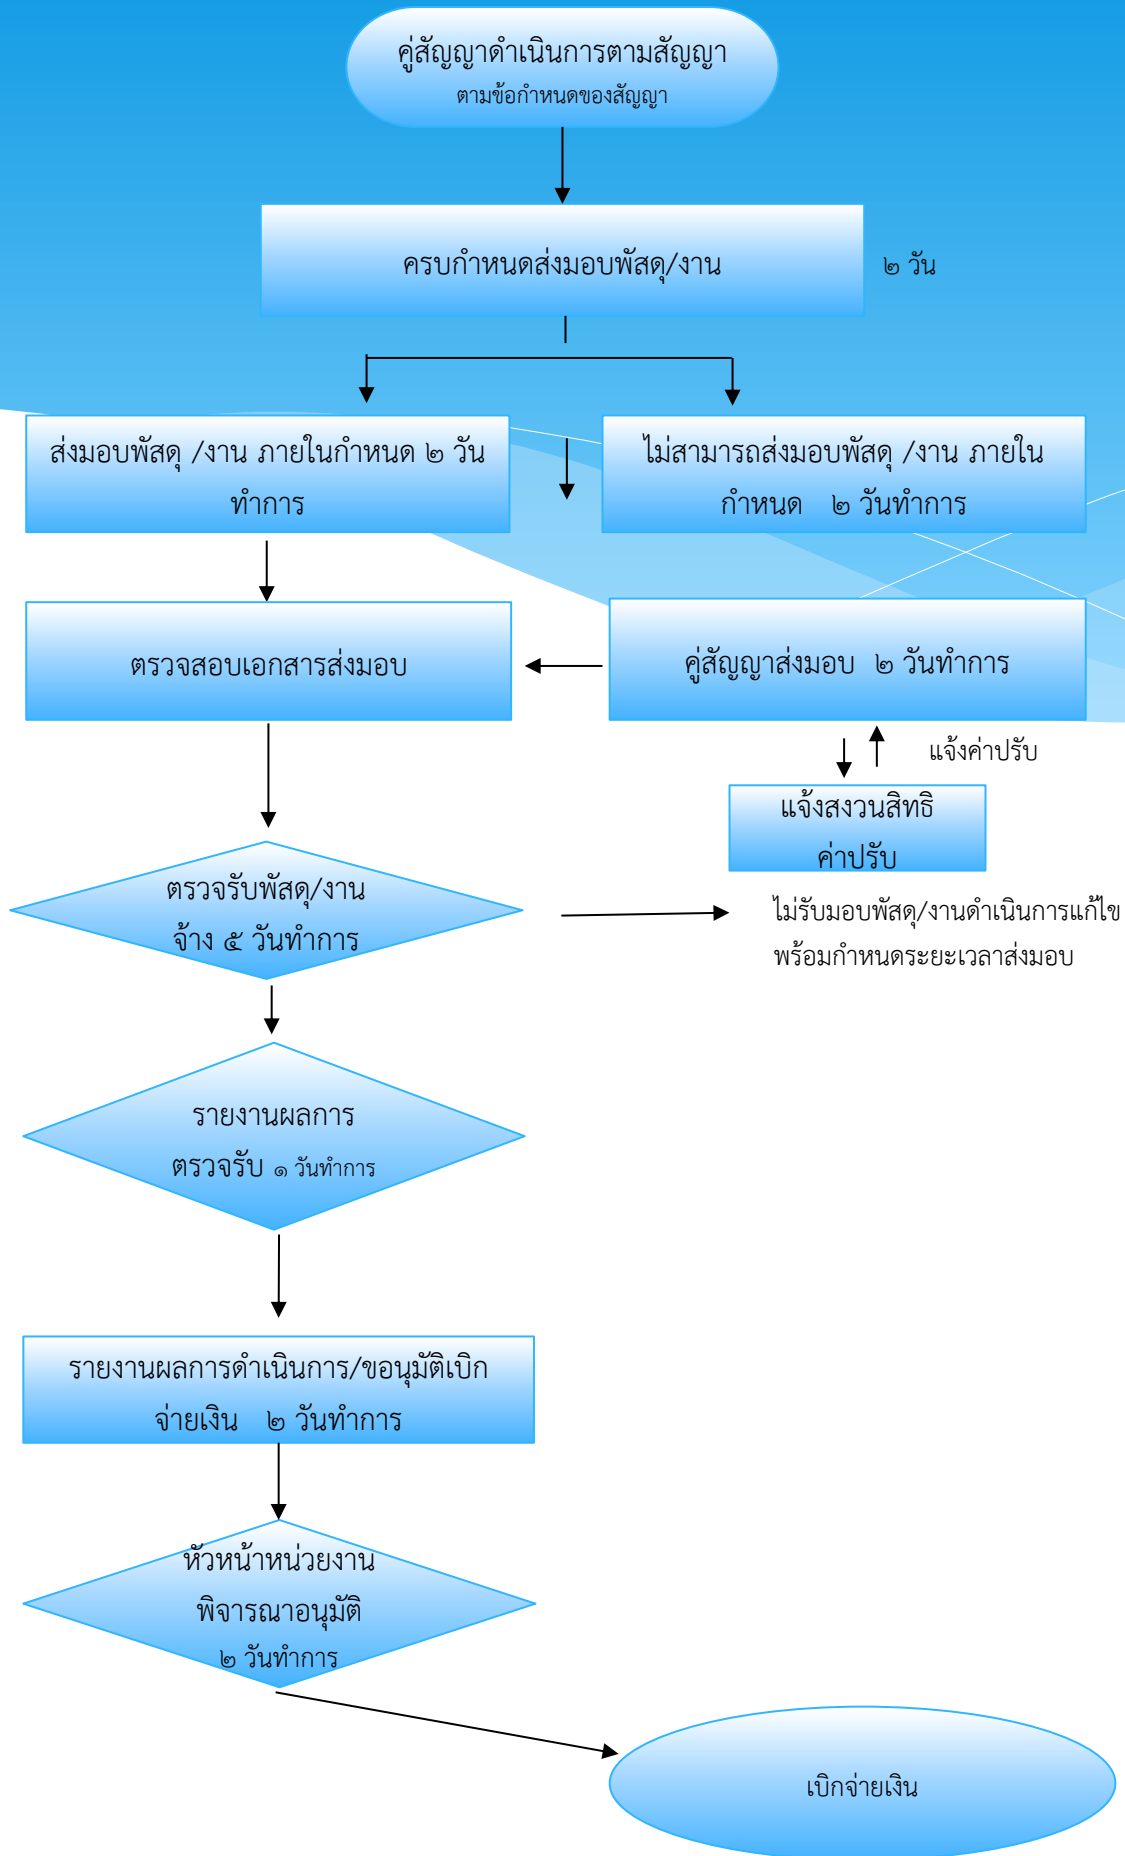 คู่สัญญาดำเนินการตามสัญญา
ตามข้อกำหนดของสัญญา
ครบกำหนดส่งมอบพัสดุ/งาน
๒ วัน
ส่งมอบพัสดุ /งาน ภายในกำหนด ๒ วัน
ทำการ
ไม่สามารถส่งมอบพัสดุ /งาน ภายใน
กำหนด ๒ วันทำการ
ตรวจสอบเอกสารส่งมอบ
คู่สัญญาส่งมอบ ๒ วันทำการ
แจ้งค่าปรับ
แจ้งสงวนสิทธิ
ค่าปรับ
ตรวจรับพัสดุ/งาน
จ้าง ๕ วันทำการ
ไม่รับมอบพัสดุ/งานดำเนินการแก้ไข
พร้อมกำหนดระยะเวลาส่งมอบ
รายงานผลการ
ตรวจรับ ๑ วันทำการ
รายงานผลการดำเนินการ/ขอนุมัติเบิก
จ่ายเงิน ๒ วันทำการ
หัวหน้าหน่วยงาน
พิจารณาอนุมัติ
๒ วันทำการ
เบิกจ่ายเงิน